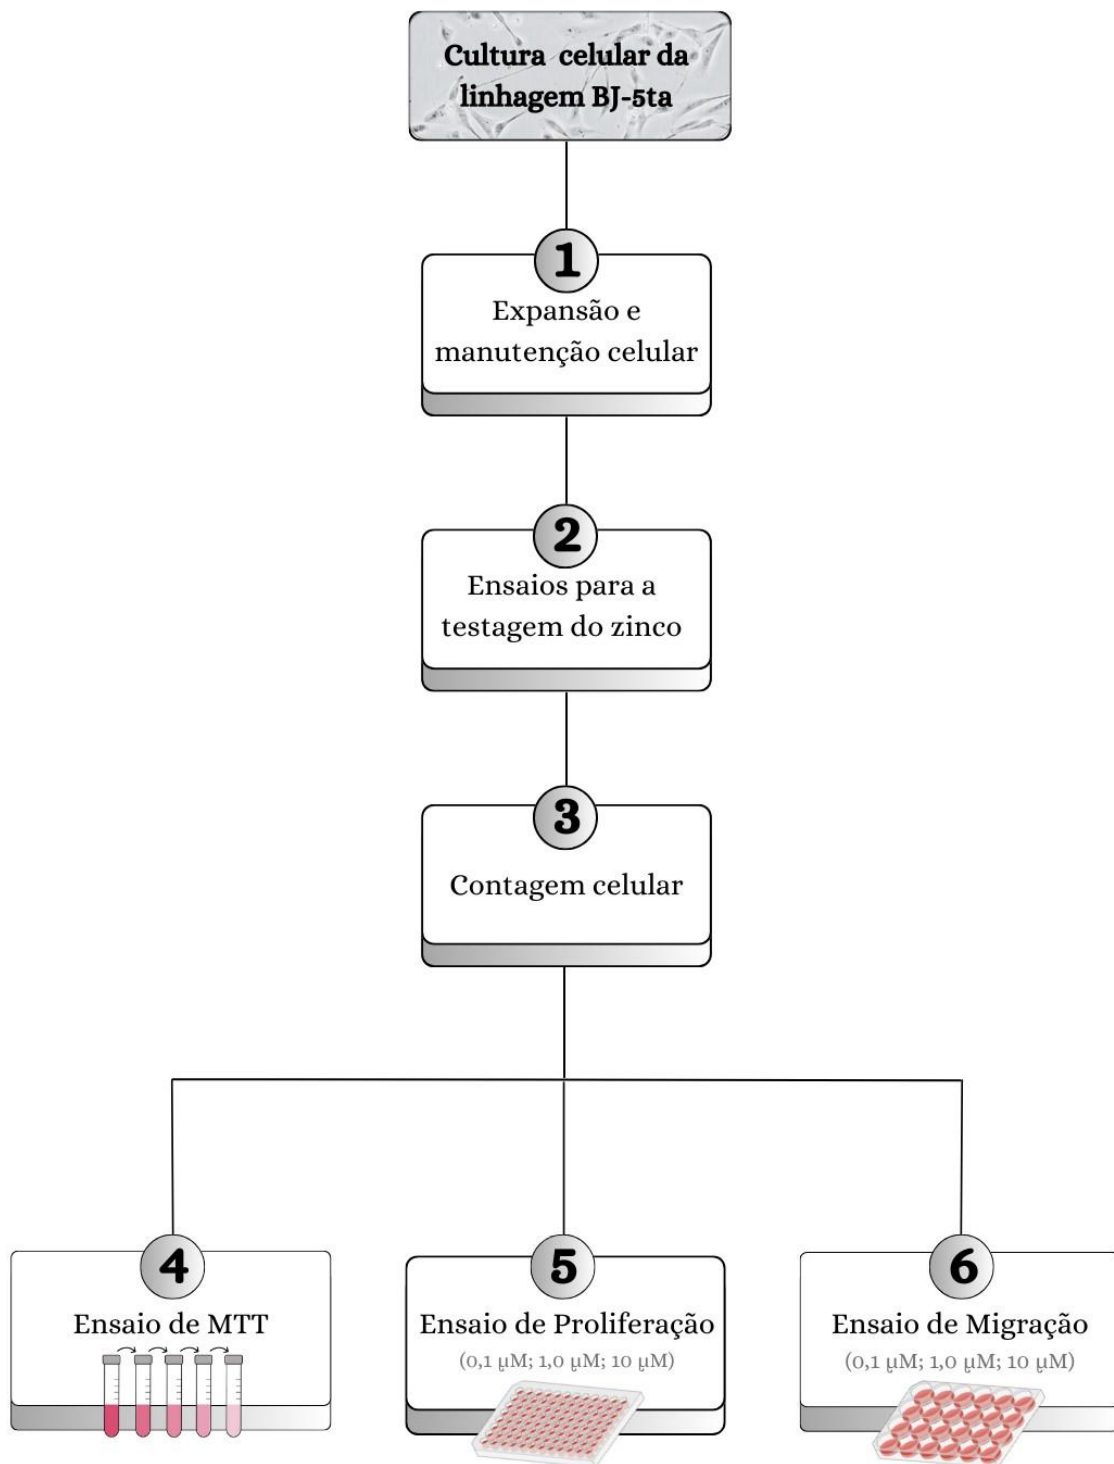 Cultura celular da
linhagem BJ-5ta
1
Expansão e
manutenção celular
2
Ensaios para a
testagem do zinco
3
Contagem celular
4
Ensaio de MTT
5
Ensaio de Proliferação
(0,1 µM; 1,0 µM; 10 µM)
6
Ensaio de Migração
(0,1 µM; 1,0 µM; 10 µM)